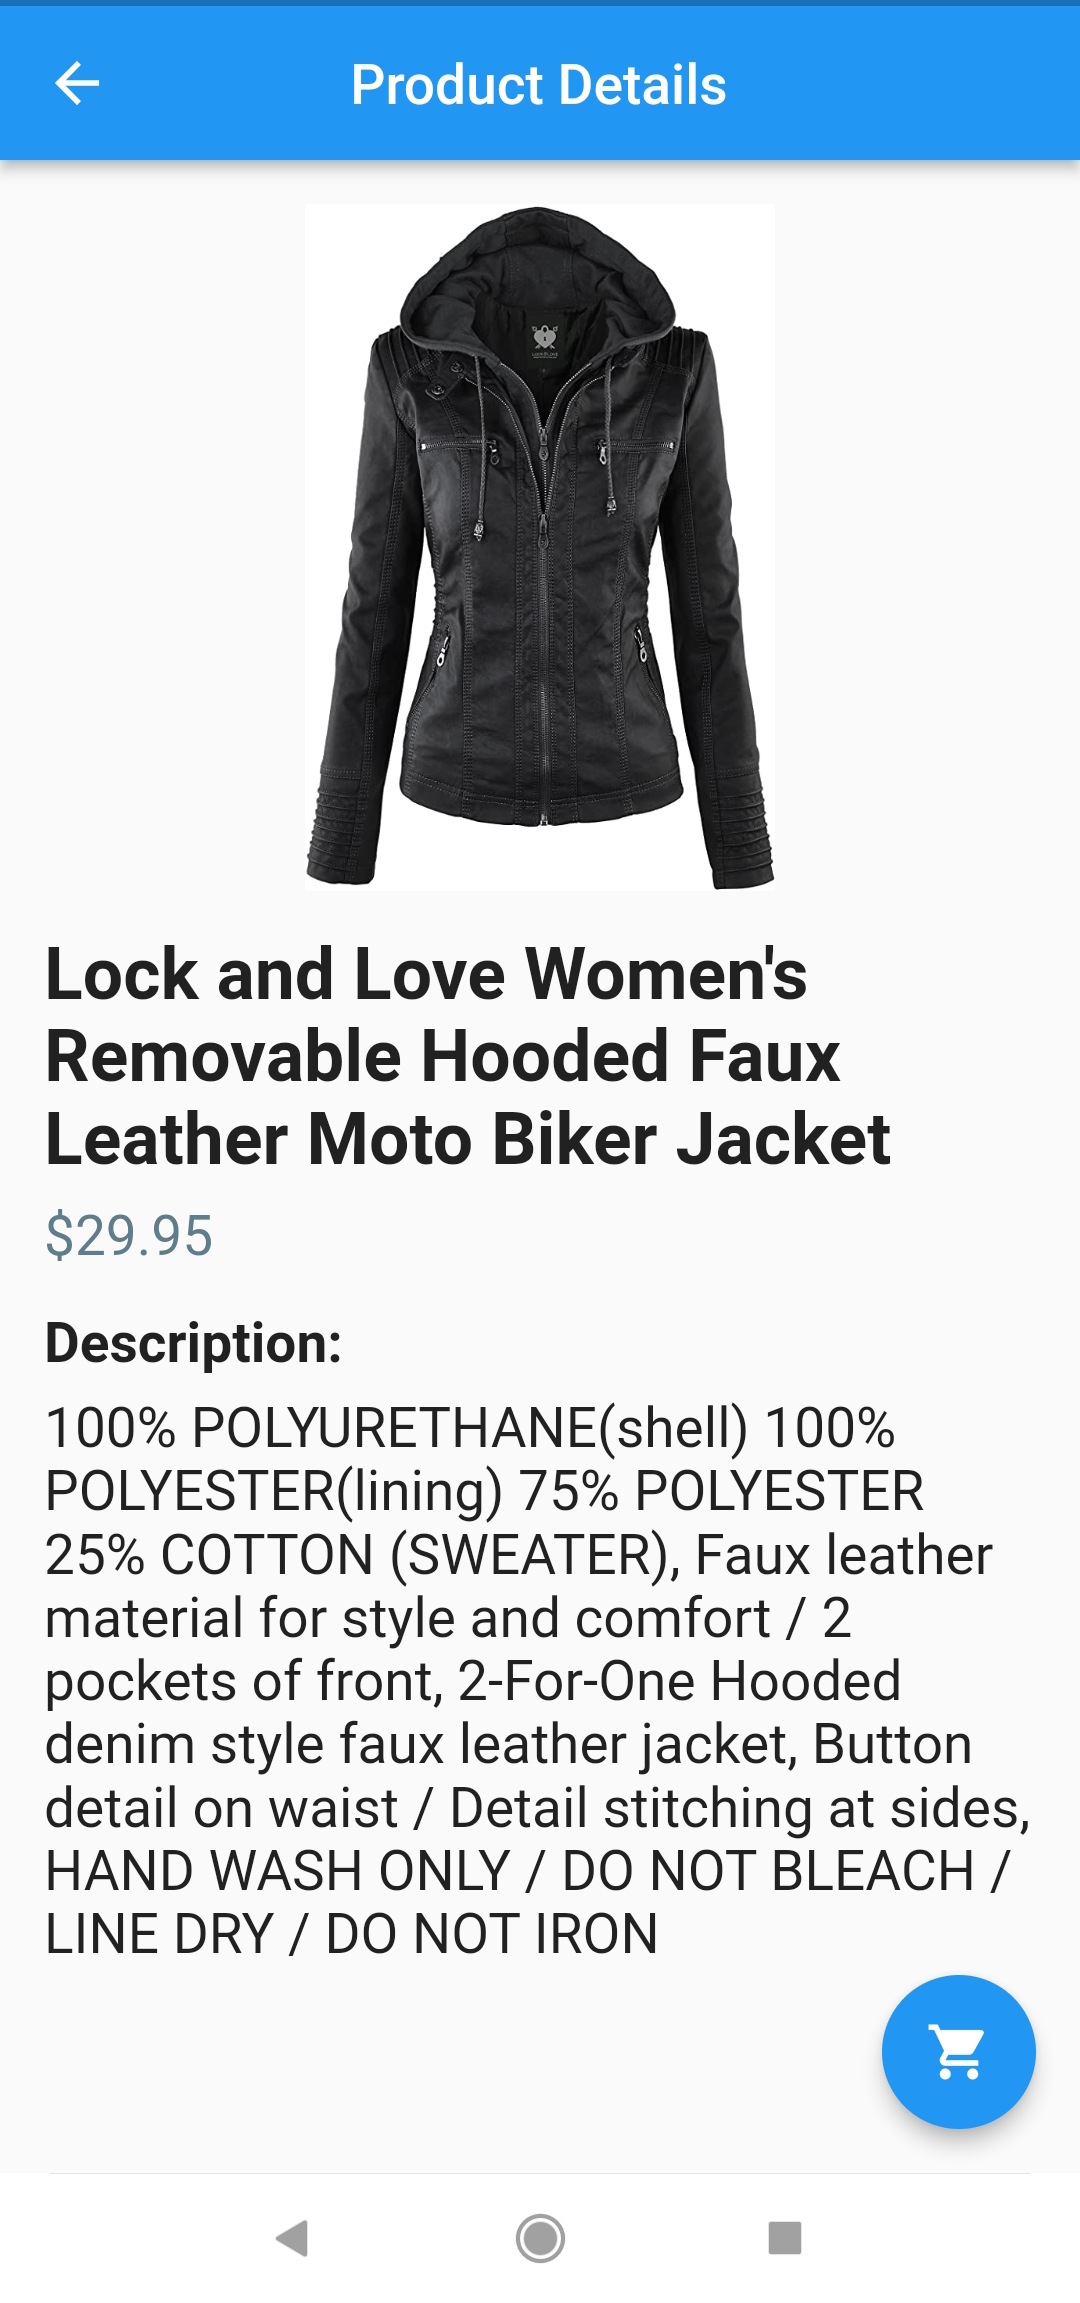 Product Details
Lock and Love Women's
Removable Hooded Faux
Leather Moto Biker Jacket
$29.95
Description:
100% POLYURETHANE(shell) 100%
POLYESTER(lining) 75% POLYESTER
25% COTTON (SWEATER), Faux leather
material for style and comfort / 2
pockets of front, 2-For-One Hooded
denim style faux leather jacket, Button
detail on waist / Detail stitching at sides,
HAND WASH ONLY / DO NOT BLEACH /
LINE DRY / DO NOT IRON